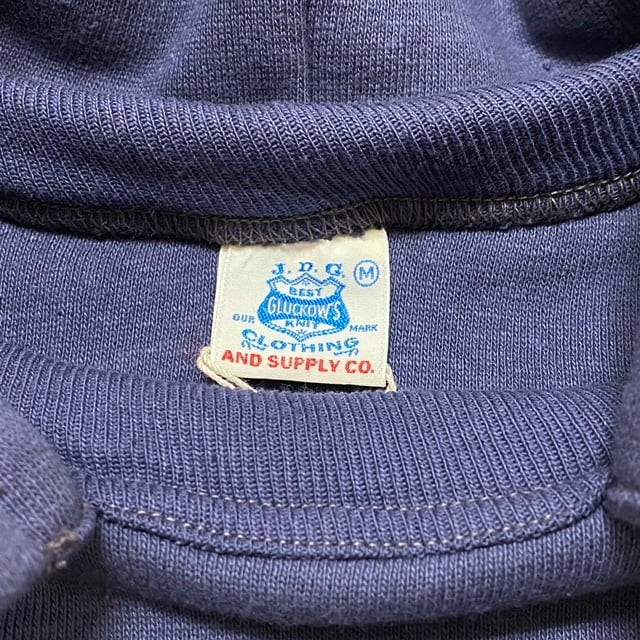 J.D.G. M
BEST
GLUCKOW'S
OUR KNIT MARK
CLOTHING
AND SUPPLY CO.